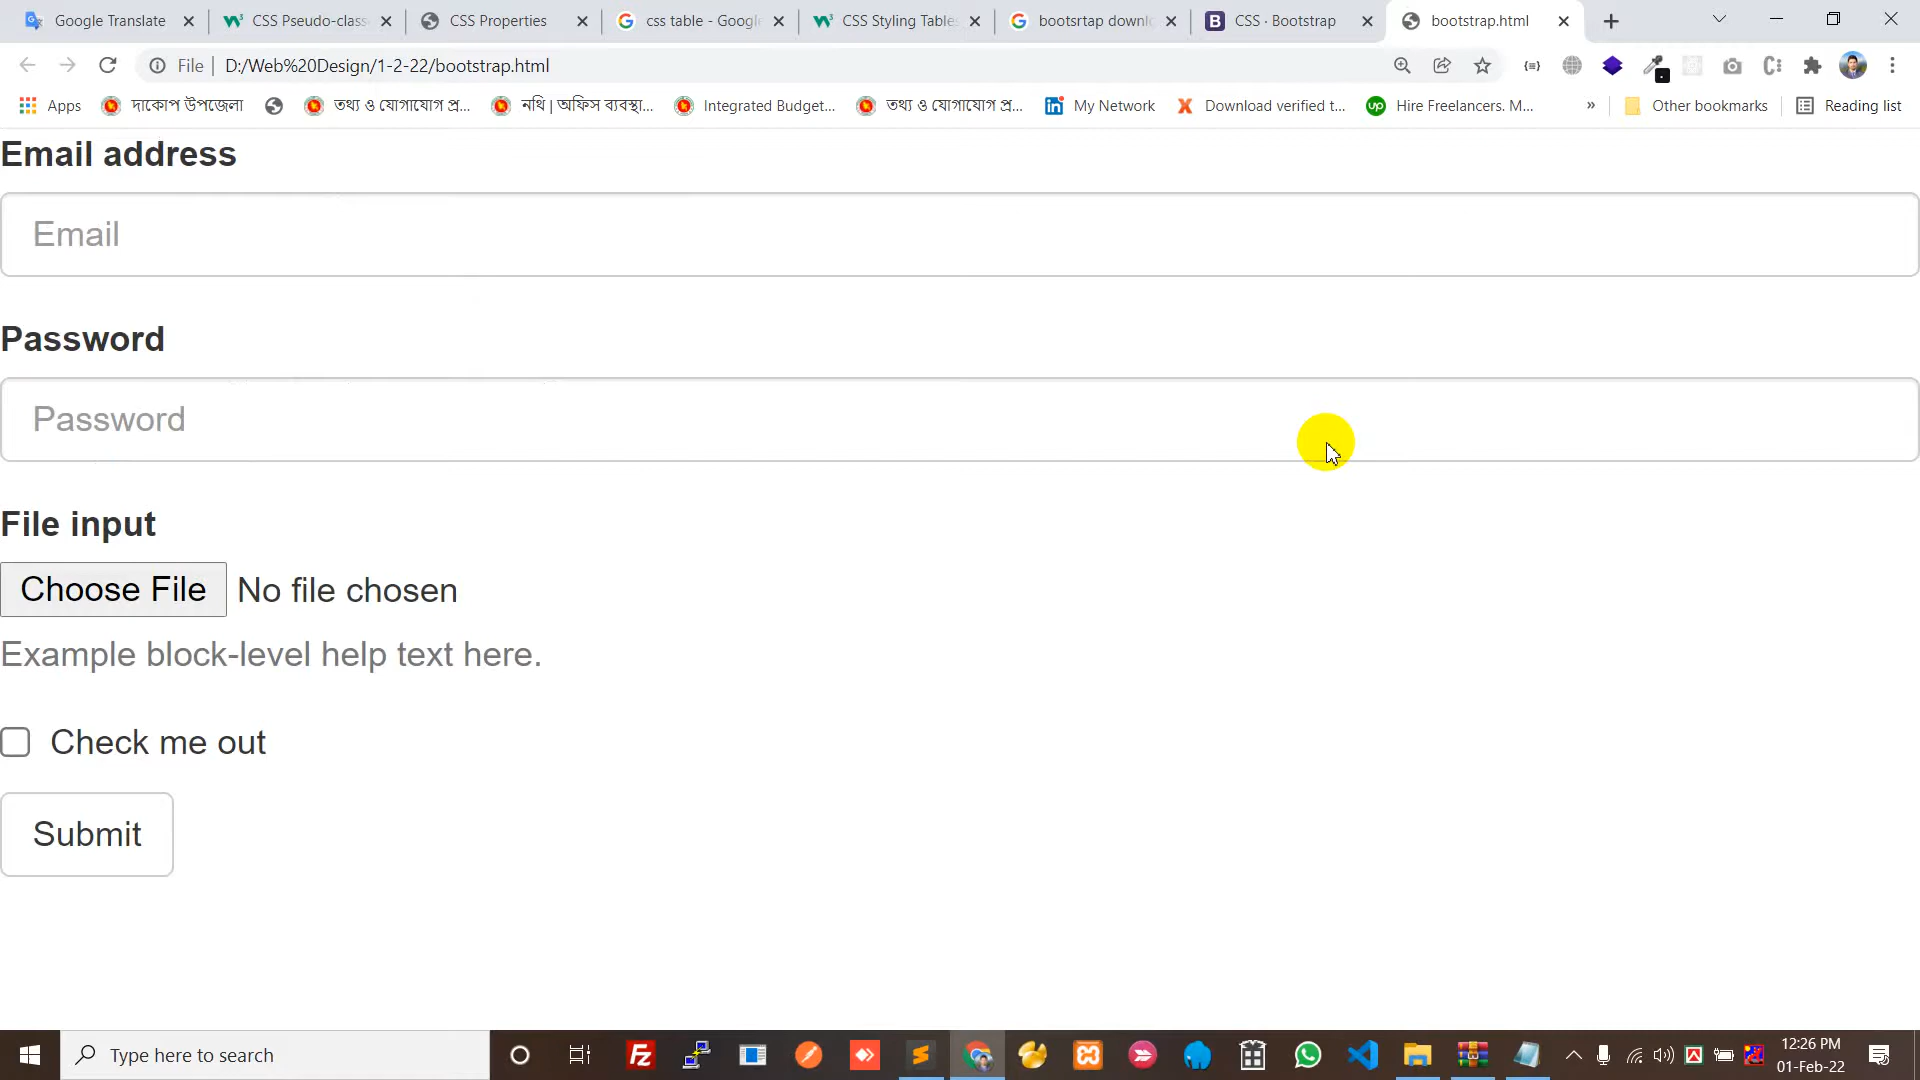 Google Translate
CSS Pseudo-class
CSS Properties
css table - Google
CSS Styling Tables
bootsrtap downl
CSS · Bootstrap
bootstrap.html
File
D:/Web%20Design/1-2-22/bootstrap.html
Apps
দাকোপ উপজেলা
তথ্য ও যোগাযোগ প্র...
নথি | অফিস ব্যবস্থা...
Integrated Budget...
তথ্য ও যোগাযোগ প্র...
My Network
Download verified t...
Hire Freelancers. M...
»
Other bookmarks
Reading list
Email address
Email
Password
Password
File input
Choose File No file chosen
Example block-level help text here.
Check me out
Submit
Type here to search
12:26 PM
01-Feb-22